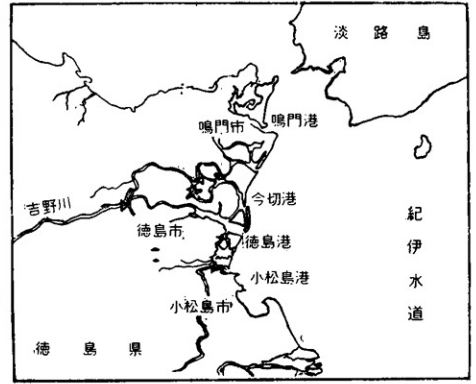 淡路島
鳴門市
鳴門港
吉野川
今切港
徳島市
徳島港
紀伊水道
小松島港
小松島市
徳島県